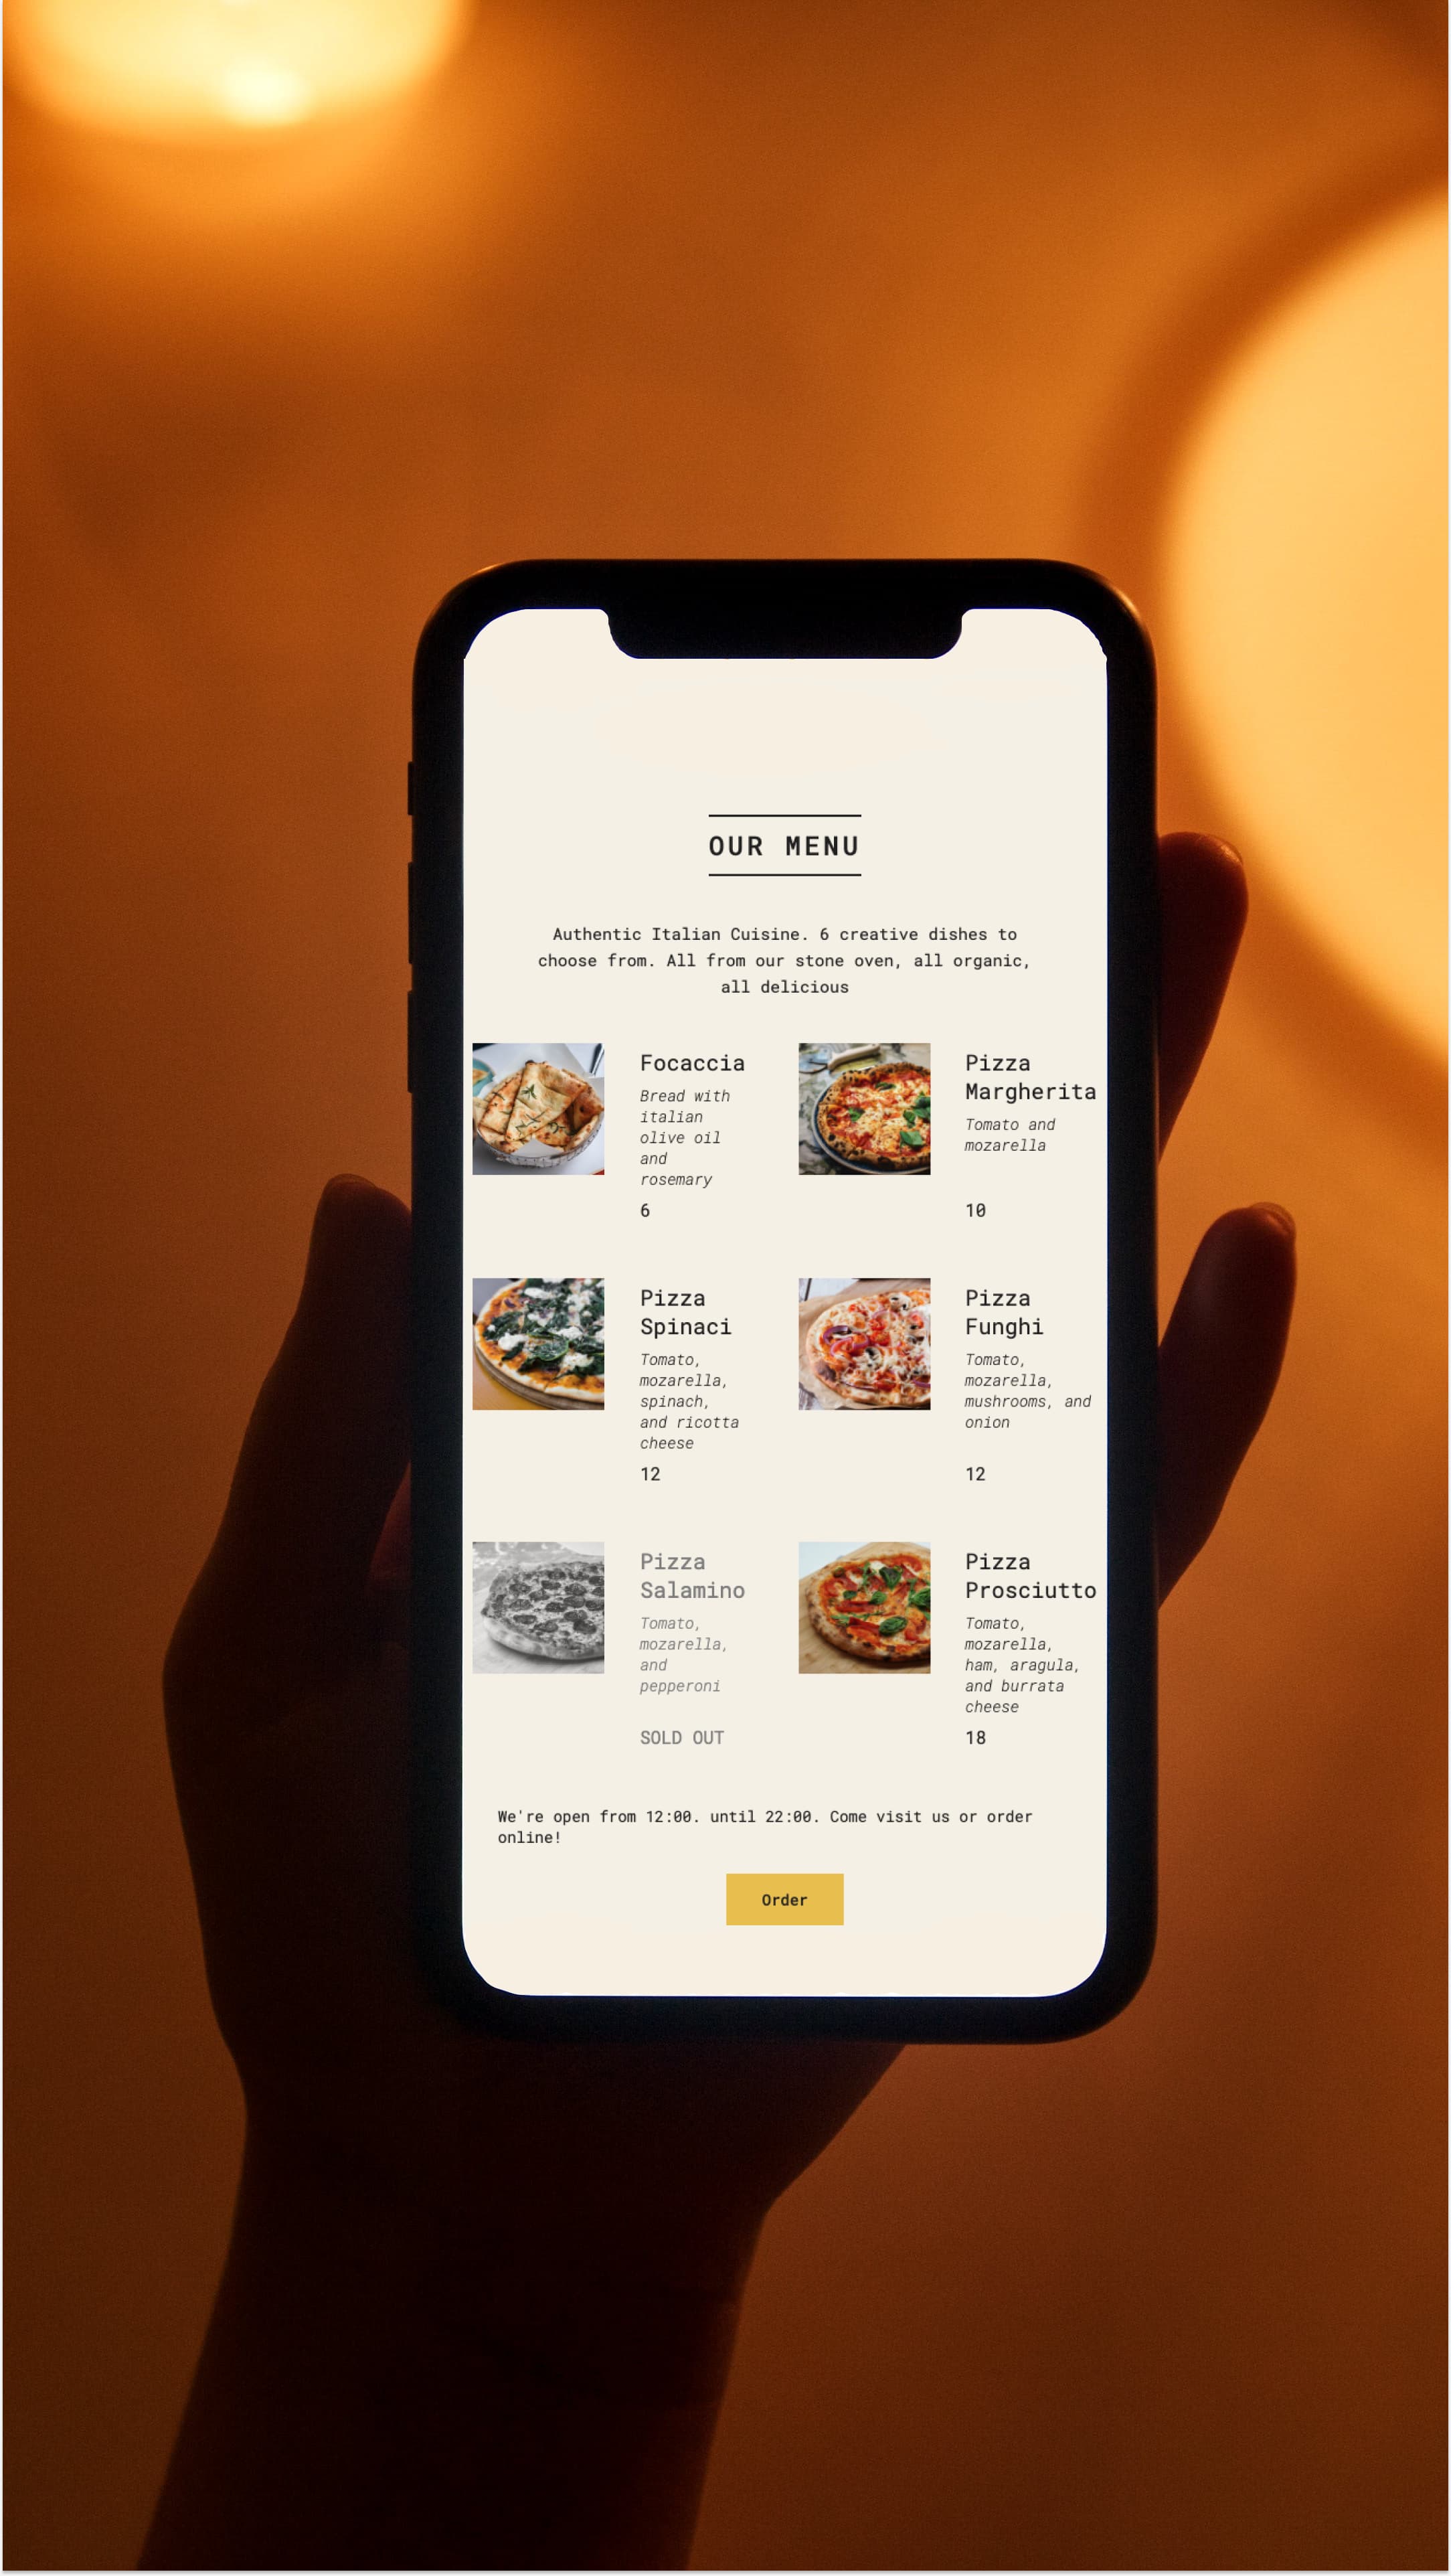 OUR MENU
Authentic Italian Cuisine. 6 creative dishes to
choose from. All from our stone oven, all organic,
all delicious
Focaccia
Bread with
italian
olive oil
and
rosemary
6
Pizza
Margherita
Tomato and
mozarella
10
Pizza
Spinaci
Tomato,
mozarella,
spinach,
and ricotta
cheese
12
Pizza
Funghi
Tomato,
mozarella,
mushrooms, and
onion
12
Pizza
Salamino
Tomato,
mozarella,
and
pepperoni
SOLD OUT
Pizza
Prosciutto
Tomato,
mozarella,
ham, aragula,
and burrata
cheese
18
We're open from 12:00. until 22:00. Come visit us or order
online!
Order